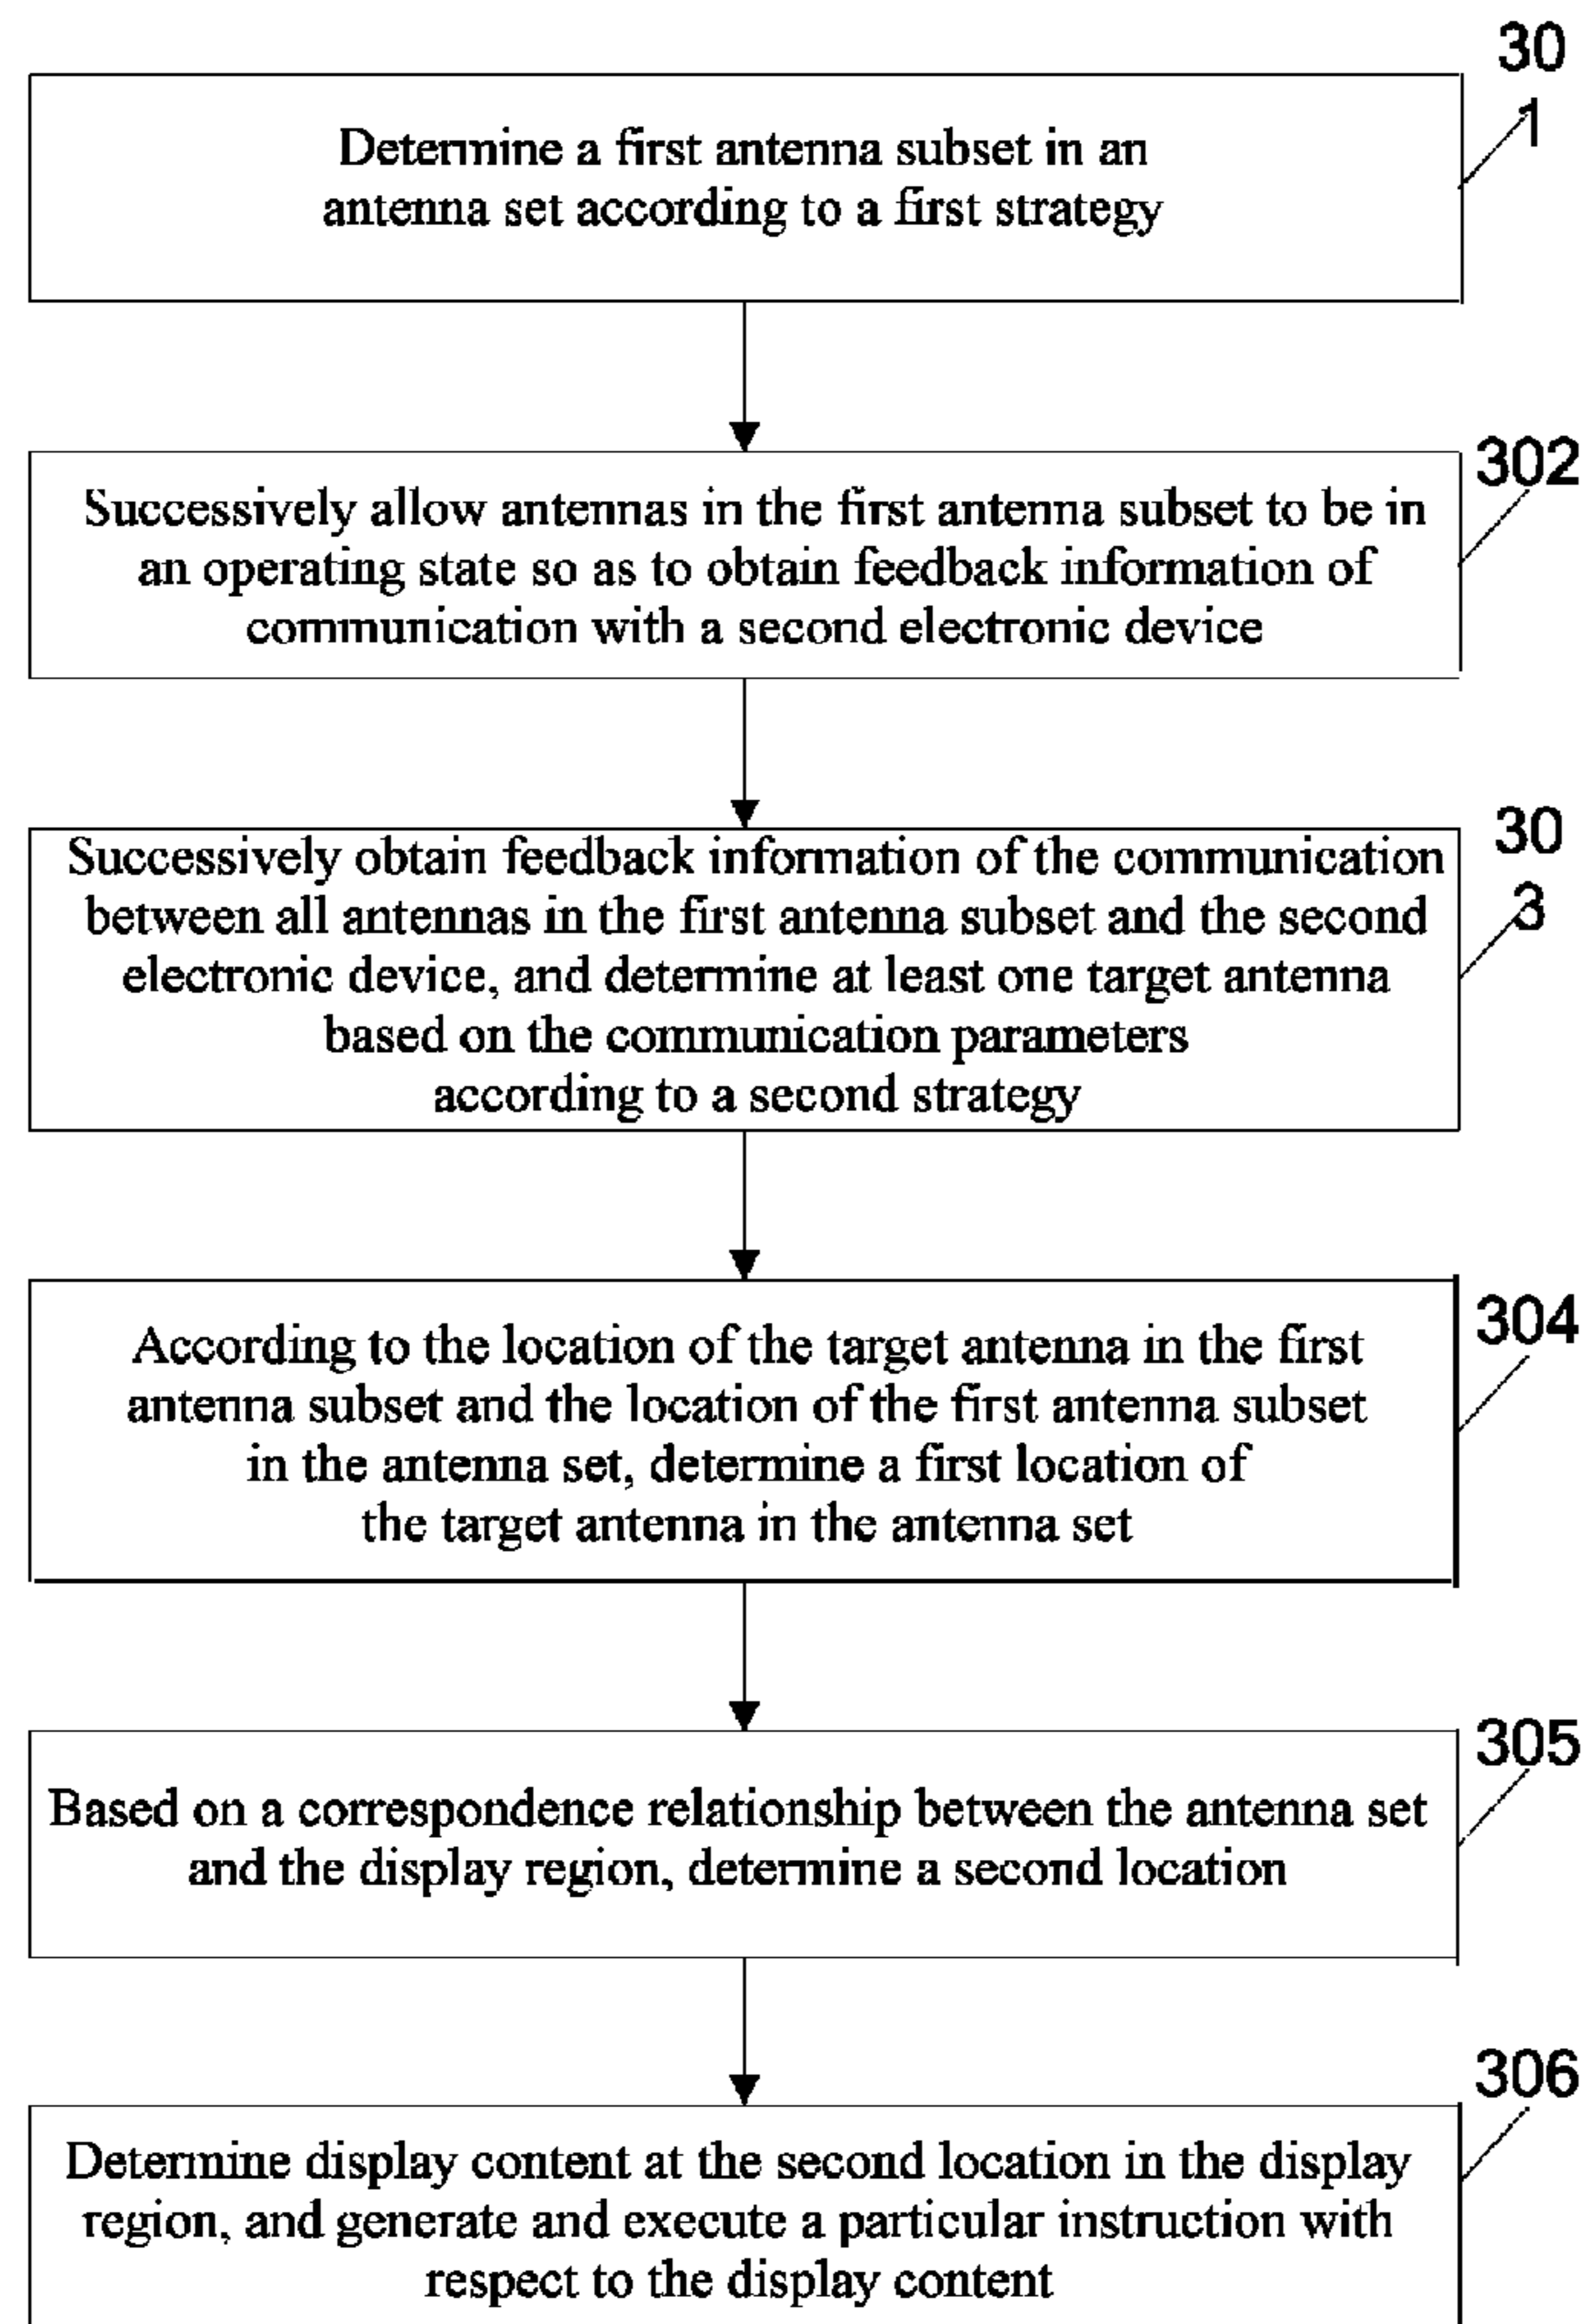 30
1
Determine a first antenna subset in an
antenna set according to a first strategy
302
Successively allow antennas in the first antenna subset to be in
an operating state so as to obtain feedback information of
communication with a second electronic device
30
3
Successively obtain feedback information of the communication
between all antennas in the first antenna subset and the second
electronic device, and determine at least one target antenna
based on the communication parameters
according to a second strategy
304
According to the location of the target antenna in the first
antenna subset and the location of the first antenna subset
in the antenna set, determine a first location of
the target antenna in the antenna set
305
Based on a correspondence relationship between the antenna set
and the display region, determine a second location
306
Determine display content at the second location in the display
region, and generate and execute a particular instruction with
respect to the display content